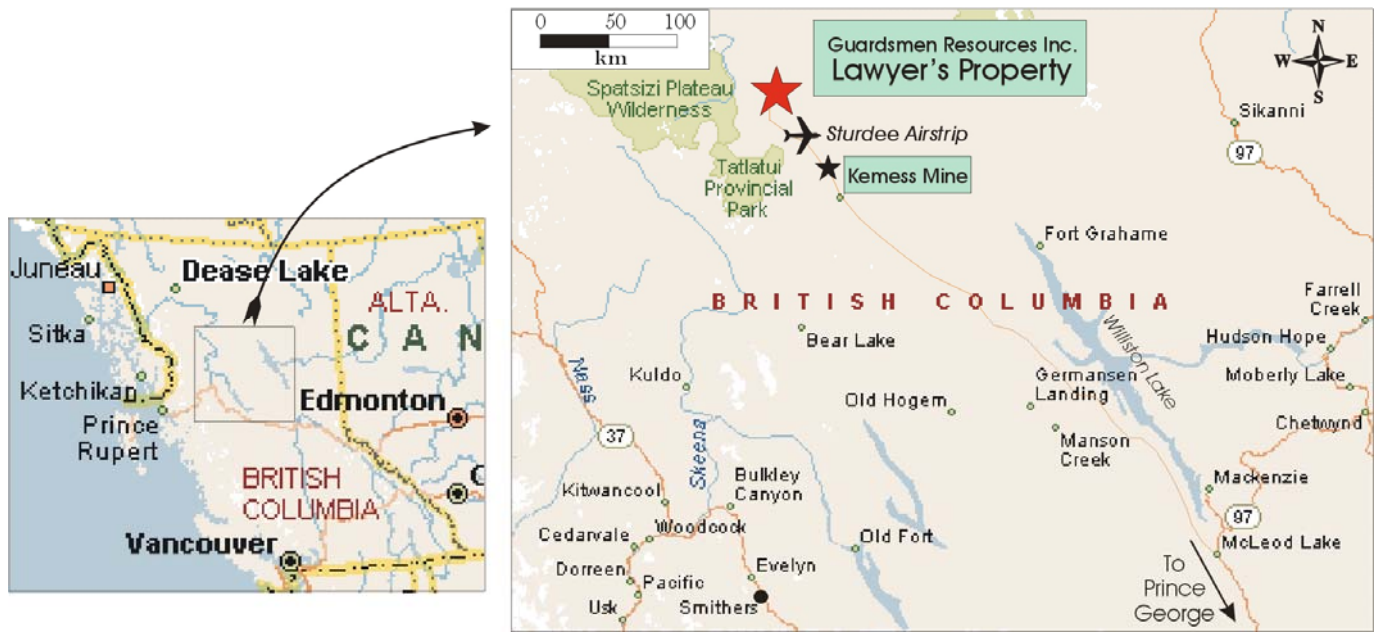 Juneau
Dease Lake
ALTA.
Sitka
C A N
Ketchikan
Edmonton
Prince
Rupert
BRITISH
COLUMBIA
C
Vancouver
0 50 100
km
Guardsmen Resources Inc.
Lawyer's Property
N
W E
S
Spatsizi Plateau
Wilderness
Sturdee Airstrip
Sikanni
97
Tatlatui
Provincial
Park
Kemess Mine
Fort Grahame
BRITISH COLUMBIA
Farrell
Creek
Bear Lake
Williston Lake
Hudson Hope
Nass
Kuldo
Germansen
Landing
Moberly Lake
Old Hogem
Chetwynd
37
Skeena
Manson
Creek
Bulkley
Canyon
Kitwancool
Mackenzie
97
Woodcock
Cedarvale
Old Fort
McLeod Lake
Dorreen
Pacific
Evelyn
To
Prince
George
Usk
Smithers